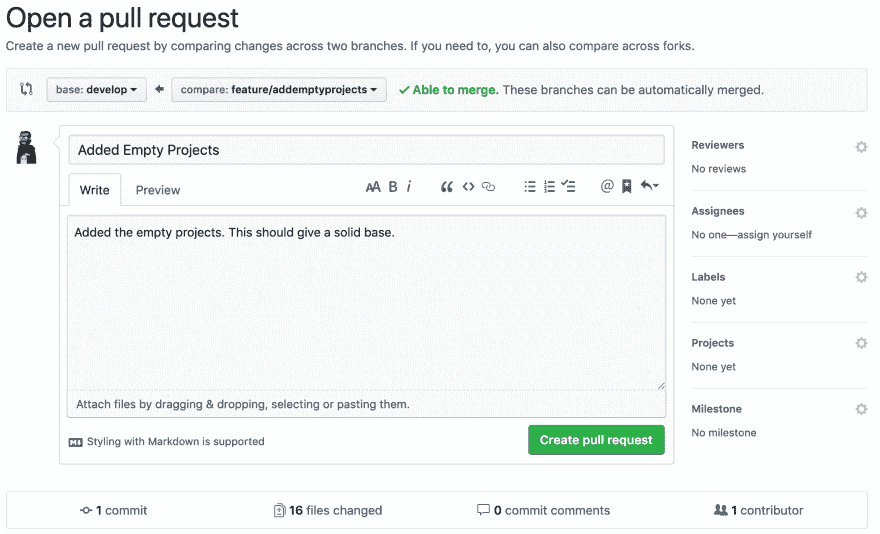 Open a pull request
Create a new pull request by comparing changes across two branches. If you need to, you can also compare across forks.
base: develop compare: feature/addemptyprojects Able to merge. These branches can be automatically merged.
Added Empty Projects
Write Preview AA B i @
Added the empty projects. This should give a solid base.
Attach files by dragging & dropping, selecting or pasting them.
Styling with Markdown is supported
Create pull request
Reviewers
No reviews
Assignees
No one—assign yourself
Labels
None yet
Projects
None yet
Milestone
No milestone
1 commit 16 files changed 0 commit comments 1 contributor